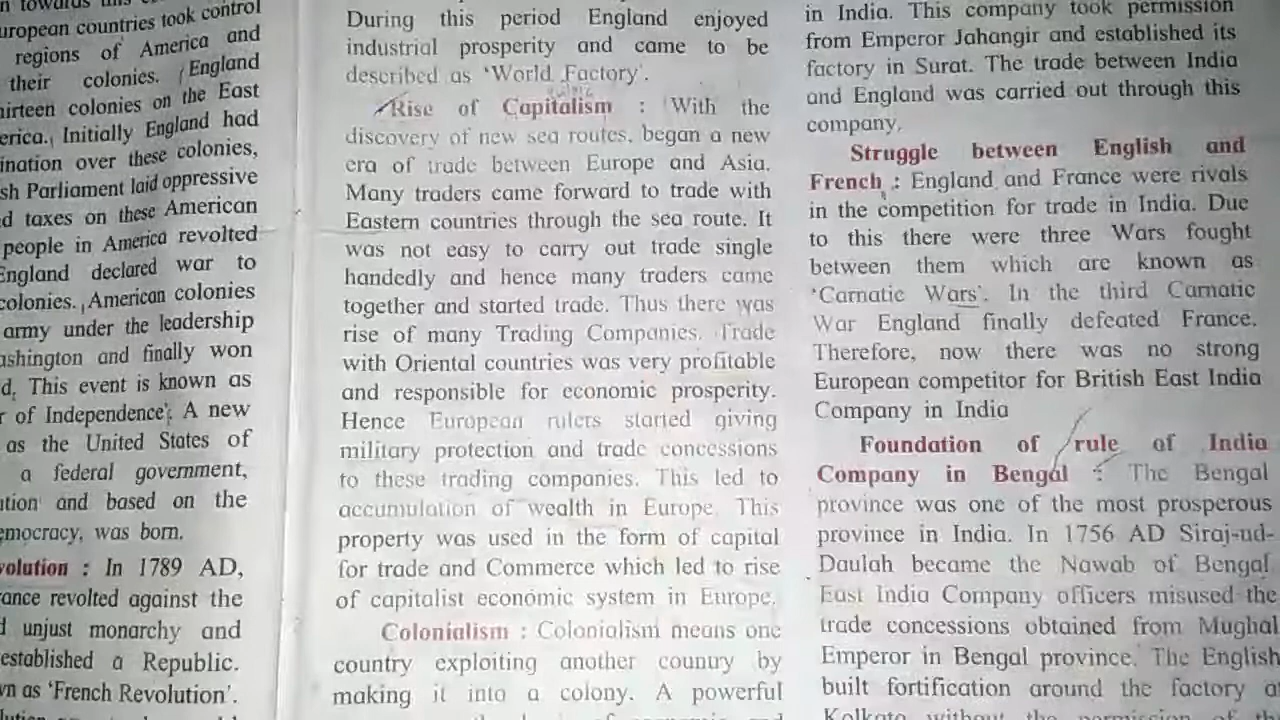 uropean countries took control
regions of America and
their colonies. England
hirteen colonies on the East
erica. Initially England had
ination over these colonies,
sh Parliament laid oppressive
d taxes on these American
people in America revolted
England declared war to
colonies. American colonies
army under the leadership
ashington and finally won
d. This event is known as
r of Independence'. A new
as the United States of
a federal government,
ution and based on the
emocracy, was born.
volution : In 1789 AD,
rance revolted against the
d unjust monarchy and
established a Republic.
wn as 'French Revolution'.
During this period England enjoyed
industrial prosperity and came to be
described as 'World Factory'.
Rise of Capitalism : With the
discovery of new sea routes, began a new
era of trade between Europe and Asia.
Many traders came forward to trade with
Eastern countries through the sea route. It
was not easy to carry out trade single
handedly and hence many traders came
together and started trade. Thus there was
rise of many Trading Companies. Trade
with Oriental countries was very profitable
and responsible for economic prosperity.
Hence European rulers started giving
military protection and trade concessions
to these trading companies. This led to
accumulation of wealth in Europe. This
property was used in the form of capital
for trade and Commerce which led to rise
of capitalist economic system in Europe.
Colonialism : Colonialism means one
country exploiting another country by
making it into a colony. A powerful
in India. This company took permission
from Emperor Jahangir and established its
factory in Surat. The trade between India
and England was carried out through this
company.
Struggle between English and
French : England and France were rivals
in the competition for trade in India. Due
to this there were three Wars fought
between them which are known as
'Carnatic Wars'. In the third Carnatic
War England finally defeated France.
Therefore, now there was no strong
European competitor for British East India
Company in India
Foundation of rule of India
Company in Bengal : The Bengal
province was one of the most prosperous
province in India. In 1756 AD Siraj-ud-
Daulah became the Nawab of Bengal
East India Company officers misused the
trade concessions obtained from Mughal
Emperor in Bengal province. The English
built fortification around the factory at
Kolkata without the permission of the